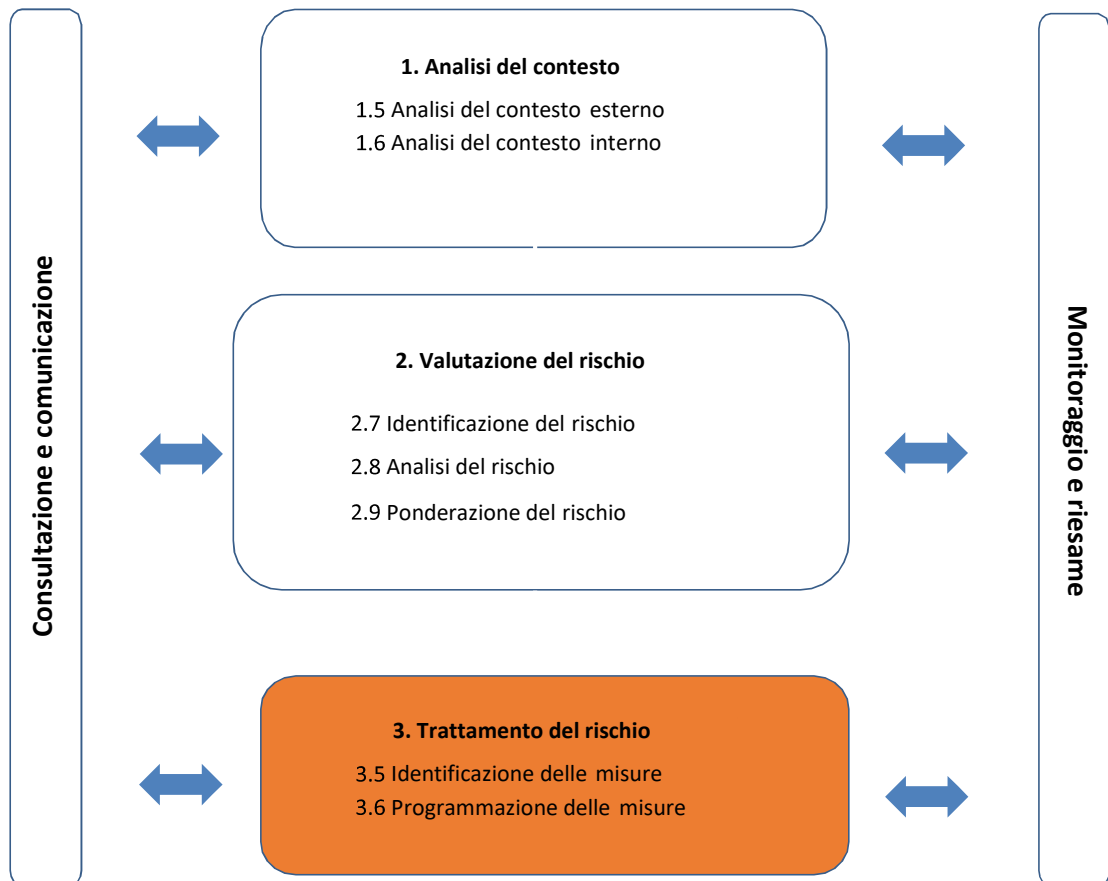 Consultazione e comunicazione
1. Analisi del contesto
1.5 Analisi del contesto esterno
1.6 Analisi del contesto interno
2. Valutazione del rischio
2.7 Identificazione del rischio
2.8 Analisi del rischio
2.9 Ponderazione del rischio
3. Trattamento del rischio
3.5 Identificazione delle misure
3.6 Programmazione delle misure
Monitoraggio e riesame